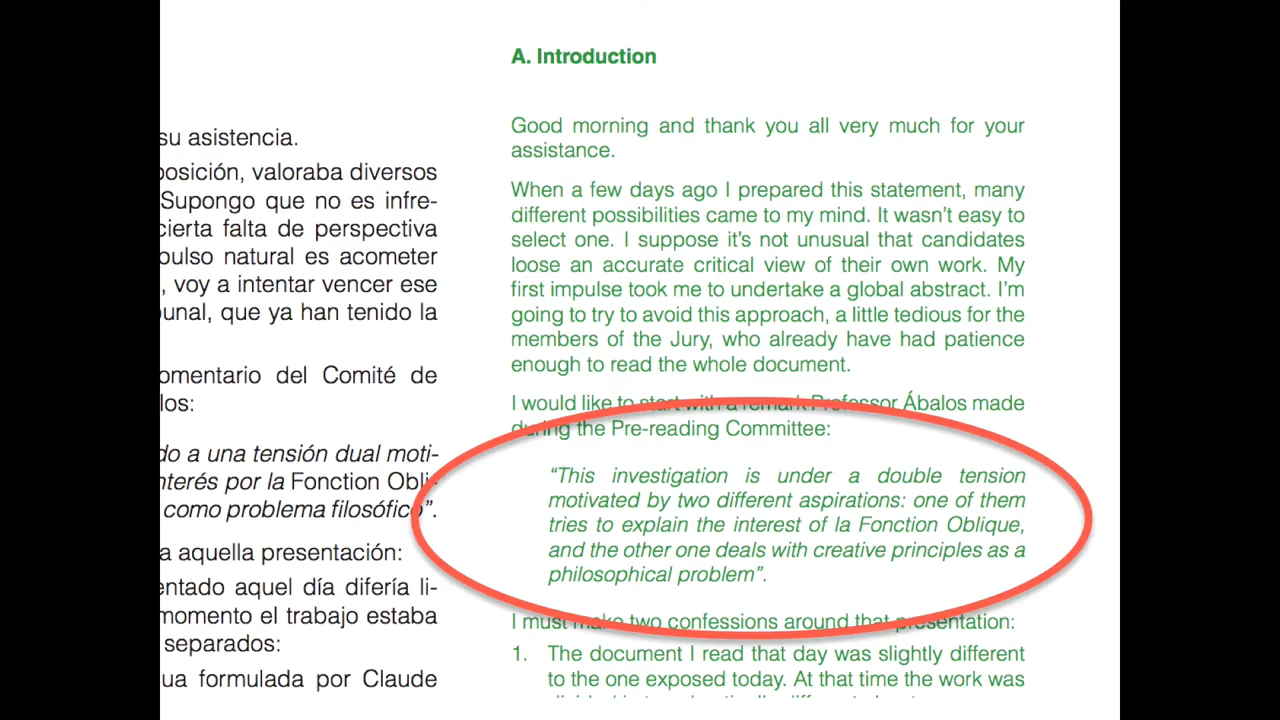 su asistencia.
posición, valoraba diversos
Supongo que no es infre-
cierta falta de perspectiva
pulso natural es acometer
, voy a intentar vencer ese
unal, que ya han tenido la
omentario del Comité de
los:
do a una tensión dual moti-
nterés por la Fonction Obli-
como problema filosófico”.
a aquella presentación:
entado aquel día difería li-
momento el trabajo estaba
separados:
ua formulada por Claude
A. Introduction
Good morning and thank you all very much for your
assistance.
When a few days ago I prepared this statement, many
different possibilities came to my mind. It wasn’t easy to
select one. I suppose it’s not unusual that candidates
loose an accurate critical view of their own work. My
first impulse took me to undertake a global abstract. I’m
going to try to avoid this approach, a little tedious for the
members of the Jury, who already have had patience
enough to read the whole document.
I would like to start with a remark Professor Ábalos made
during the Pre-reading Committee:
“This investigation is under a double tension
motivated by two different aspirations: one of them
tries to explain the interest of la Fonction Oblique,
and the other one deals with creative principles as a
philosophical problem”.
I must make two confessions around that presentation:
1. The document I read that day was slightly different
to the one exposed today. At that time the work was